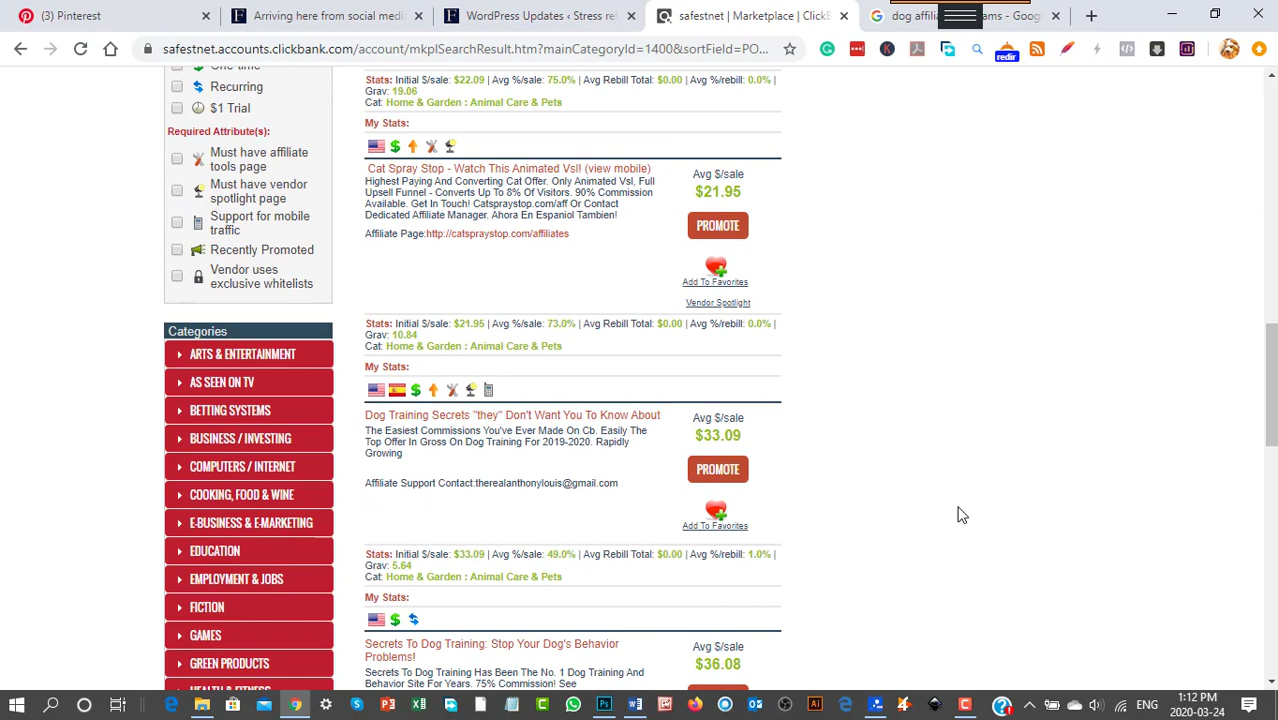 (3) Pinterest
Arriving here from social medi
WordPress Updates ‹ Stress rel
safestnet | Marketplace | ClickB
dog affili
ams - Goog
safestnet.accounts.clickbank.com/account/mkplSearchResult.htm?mainCategoryId=1400&sortField=PO...
redir
One-time
Recurring
$1 Trial
Required Attribute(s):
Must have affiliate
tools page
Must have vendor
spotlight page
Support for mobile
traffic
Recently Promoted
Vendor uses
exclusive whitelists
Categories
ARTS & ENTERTAINMENT
AS SEEN ON TV
BETTING SYSTEMS
BUSINESS / INVESTING
COMPUTERS / INTERNET
COOKING, FOOD & WINE
E-BUSINESS & E-MARKETING
EDUCATION
EMPLOYMENT & JOBS
FICTION
GAMES
GREEN PRODUCTS
HEALTH & FITNESS
Stats: Initial $/sale: $22.09 | Avg %/sale: 75.0% | Avg Rebill Total: $0.00 | Avg %/rebill: 0.0% |
Grav: 19.06
Cat: Home & Garden : Animal Care & Pets
My Stats:
Cat Spray Stop - Watch This Animated Vsl! (view mobile)
Highest Paying And Converting Cat Offer. Only Animated Vsl, Full
Upsell Funnel - Converts Up To 8% Of Visitors. 90% Commission
Available. Get In Touch! Catspraystop.com/aff Or Contact
Dedicated Affiliate Manager. Ahora En Espaniol Tambien!
Affiliate Page:http://catspraystop.com/affiliates
Avg $/sale
$21.95
PROMOTE
Add To Favorites
Vendor Spotlight
Stats: Initial $/sale: $21.95 | Avg %/sale: 73.0% | Avg Rebill Total: $0.00 | Avg %/rebill: 0.0% |
Grav: 10.84
Cat: Home & Garden : Animal Care & Pets
My Stats:
Dog Training Secrets "they" Don't Want You To Know About
The Easiest Commissions You've Ever Made On Cb. Easily The
Top Offer In Gross On Dog Training For 2019-2020. Rapidly
Growing
Affiliate Support Contact:therealanthonylouis@gmail.com
Avg $/sale
$33.09
PROMOTE
Add To Favorites
Stats: Initial $/sale: $33.09 | Avg %/sale: 49.0% | Avg Rebill Total: $0.00 | Avg %/rebill: 1.0% |
Grav: 5.64
Cat: Home & Garden : Animal Care & Pets
My Stats:
Secrets To Dog Training: Stop Your Dog's Behavior
Problems!
Secrets To Dog Training Has Been The No. 1 Dog Training And
Behavior Site For Years. 75% Commission! See
Avg $/sale
$36.08
ENG
1:12 PM
2020-03-24